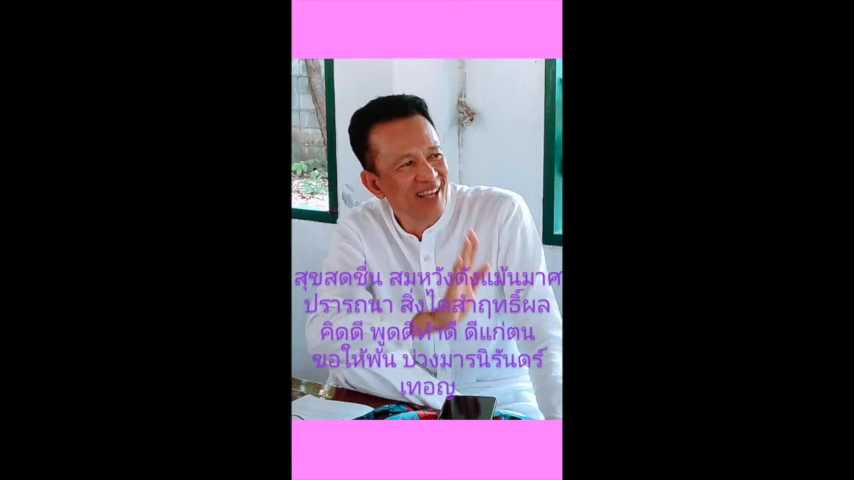 สุขสดชื่น สมหวังดังแม้นมาศ
ปรารถนา สิ่งใดสำฤทธิ์ผล
คิดดี พูดดีทำดี ดีแก่ตน
ขอให้พ้น บ่วงมารนิรันดร์
เทอญ